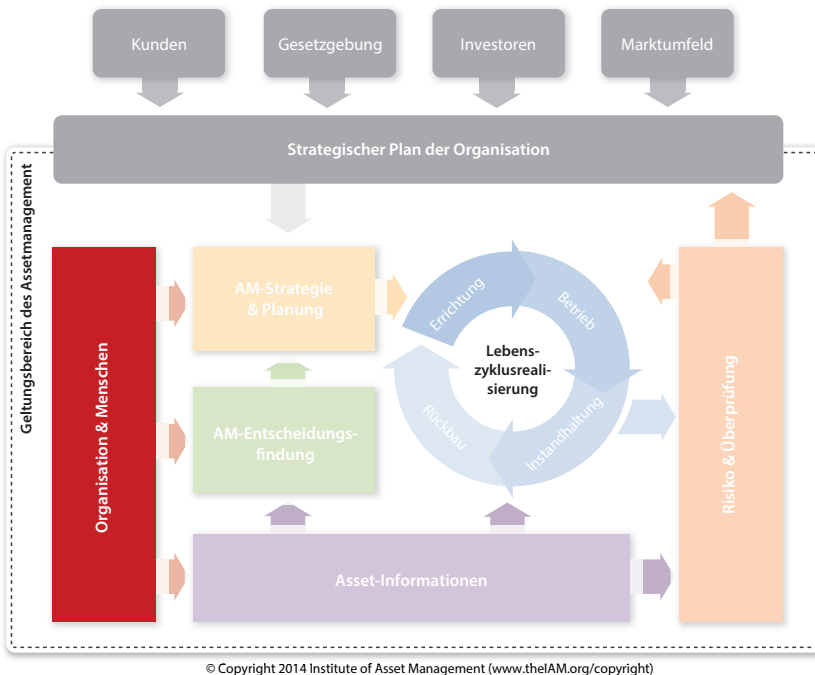 Kunden
Gesetzgebung
Investoren
Marktumfeld
Strategischer Plan der Organisation
Geltungsbereich des Assetmanagement
Organisation & Menschen
AM-Strategie
& Planung
AM-Entscheidungs-
findung
Errichtung
Betrieb
Instandhaltung
Rückbau
Lebens-
zyklusreali-
sierung
Risiko & Überprüfung
Asset-Informationen
© Copyright 2014 Institute of Asset Management (www.theIAM.org/copyright)